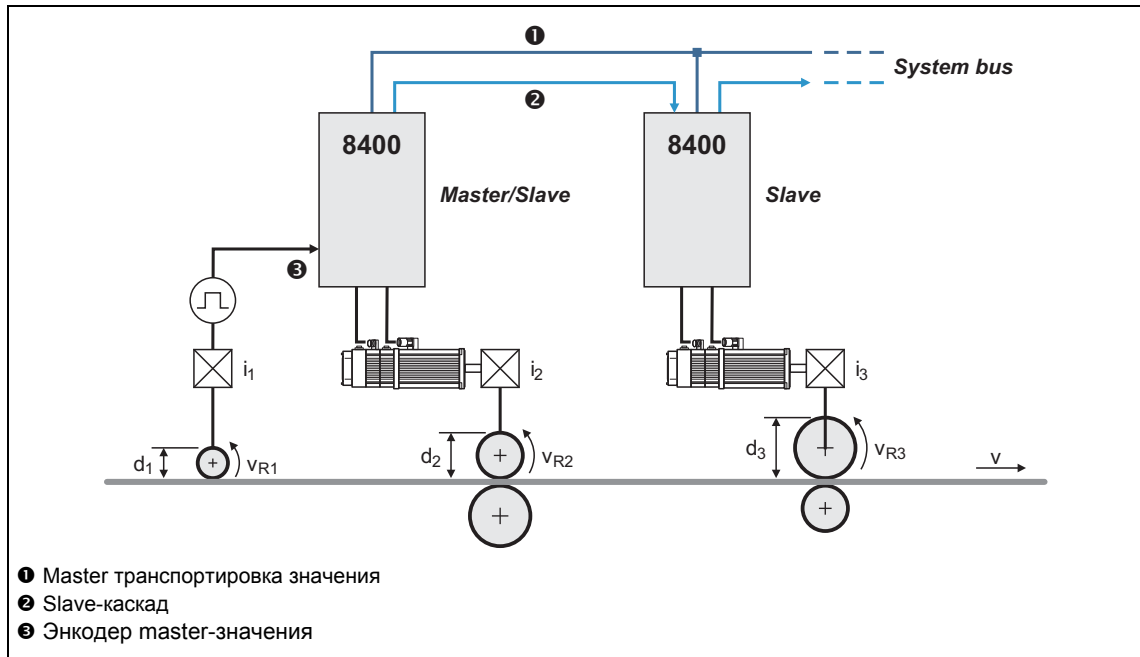 ❶
System bus
❷
8400
8400
Master/Slave
Slave
❸
i1
i2
i3
d1
vR1
d2
vR2
d3
vR3
v
❶ Master транспортировка значения
❷ Slave-каскад
❸ Энкодер master-значения